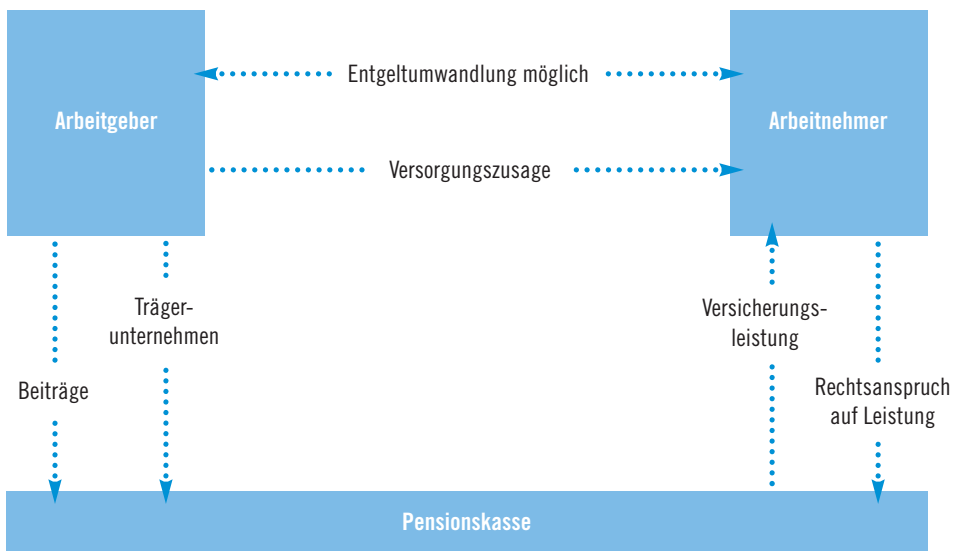 Entgeltumwandlung möglich
Arbeitgeber
Arbeitnehmer
Versorgungszusage
Träger-
unternehmen
Versicherungs-
leistung
Beiträge
Rechtsanspruch
auf Leistung
Pensionskasse